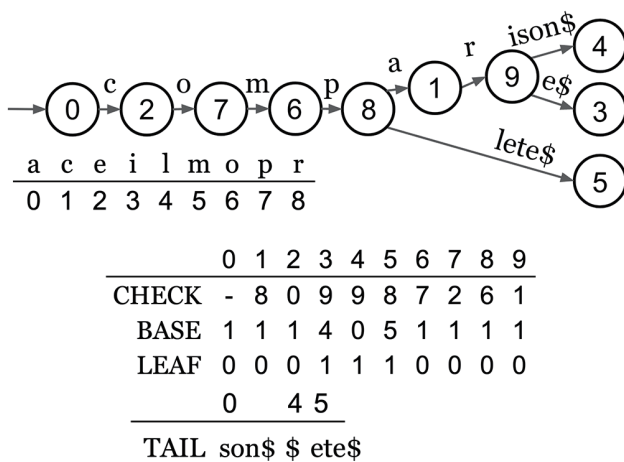 ison$
r
4
a
1
9
e$
c
o
m
p
3
0
2
7
6
8
lete$
5
a c e i l m o p r
0 1 2 3 4 5 6 7 8
0 1 2 3 4 5 6 7 8 9
CHECK - 8 0 9 9 8 7 2 6 1
BASE 1 1 1 4 0 5 1 1 1 1
LEAF 0 0 0 1 1 1 0 0 0 0
0 4 5
TAIL son$ $ ete$